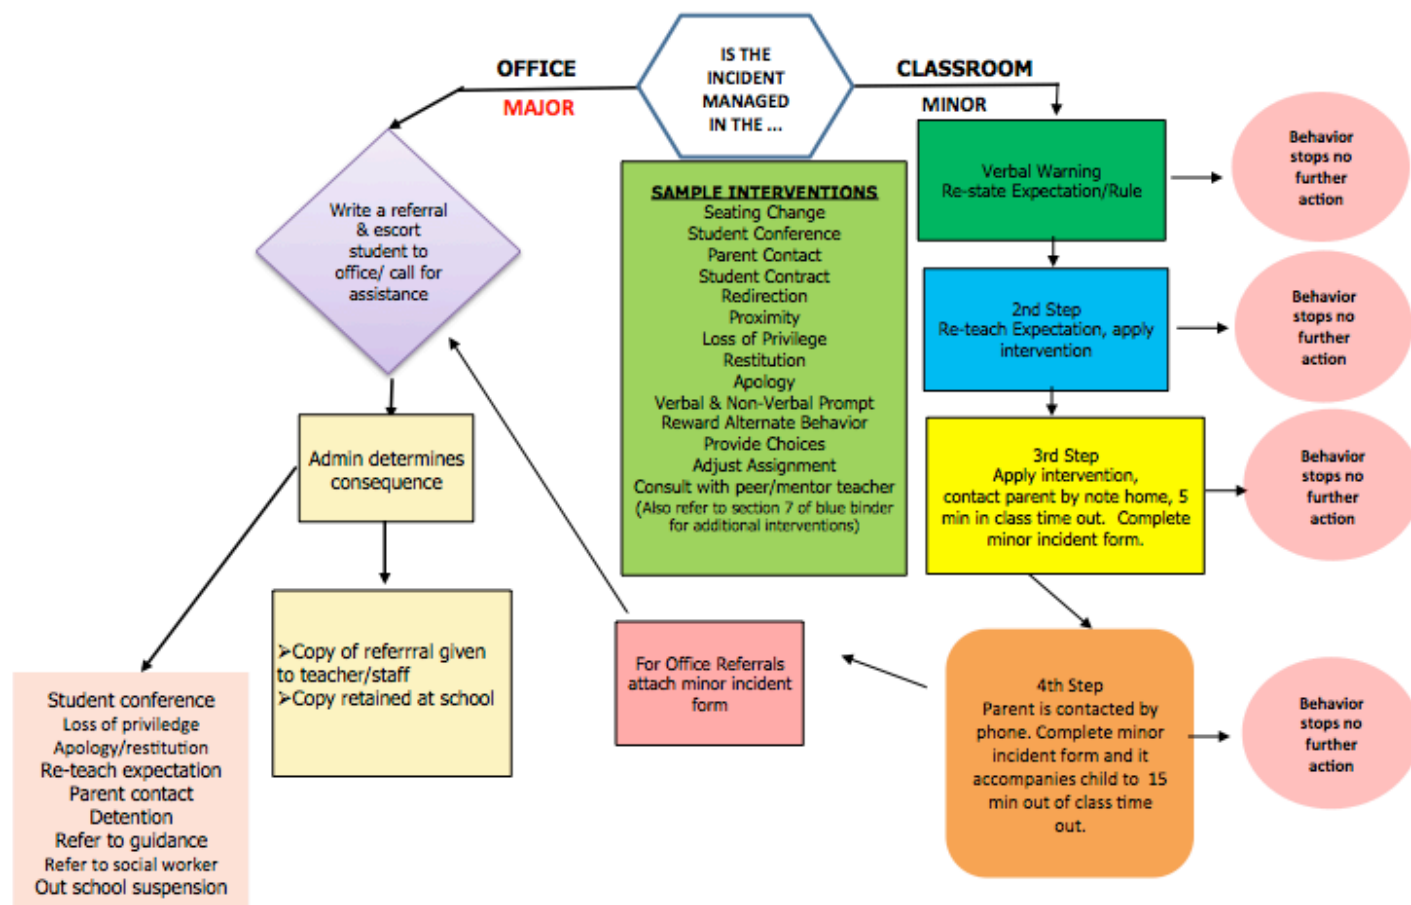 IS THE
INCIDENT
MANAGED
IN THE ...
OFFICE
MAJOR
CLASSROOM
MINOR
Write a referral
& escort
student to
office/ call for
assistance
Admin determines
consequence
➢Copy of referrral given
to teacher/staff
➢Copy retained at school
Student conference
Loss of priviledge
Apology/restitution
Re-teach expectation
Parent contact
Detention
Refer to guidance
Refer to social worker
Out school suspension
SAMPLE INTERVENTIONS
Seating Change
Student Conference
Parent Contact
Student Contract
Redirection
Proximity
Loss of Privilege
Restitution
Apology
Verbal & Non-Verbal Prompt
Reward Alternate Behavior
Provide Choices
Adjust Assignment
Consult with peer/mentor teacher
(Also refer to section 7 of blue binder
for additional interventions)
For Office Referrals
attach minor incident
form
Verbal Warning
Re-state Expectation/Rule
Behavior
stops no
further
action
2nd Step
Re-teach Expectation, apply
intervention
Behavior
stops no
further
action
3rd Step
Apply intervention,
contact parent by note home, 5
min in class time out.  Complete
minor incident form.
Behavior
stops no
further
action
4th Step
Parent is contacted by
phone. Complete minor
incident form and it
accompanies child to  15
min out of class time
out.
Behavior
stops no
further
action